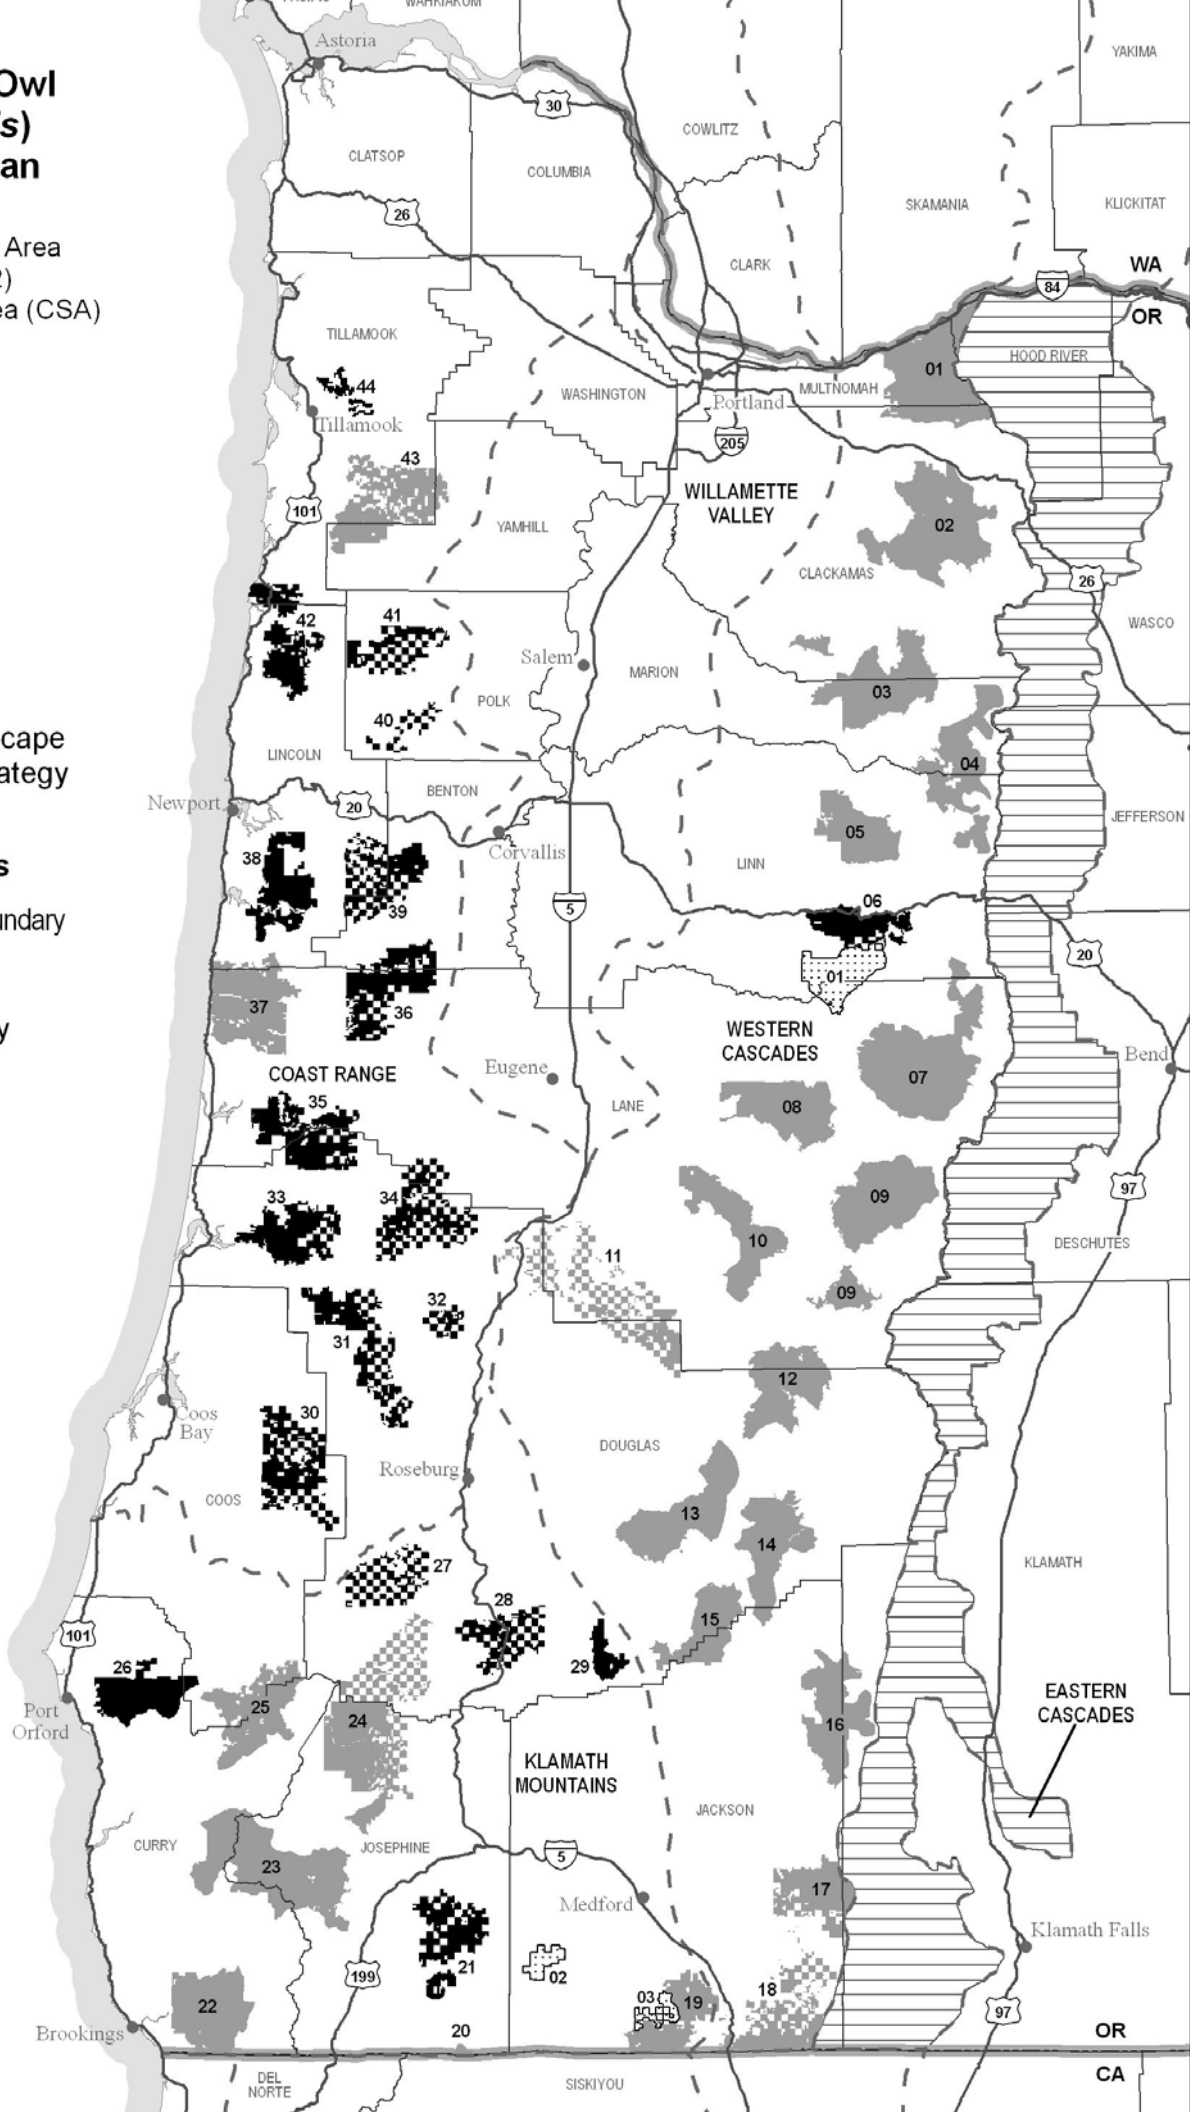 WAHKIAKUM
Astoria
YAKIMA
Owl
s)
an
30
COWLITZ
CLATSOP
COLUMBIA
26
SKAMANIA
KLICKITAT
Area
2)
ea (CSA)
CLARK
WA
84
OR
TILLAMOOK
HOOD RIVER
01
44
WASHINGTON
MULTNOMAH
Portland
Tillamook
205
43
WILLAMETTE
VALLEY
101
YAMHILL
02
CLACKAMAS
26
42
41
WASCO
Salem
MARION
03
POLK
40
cape
ategy
LINCOLN
04
BENTON
Newport
20
JEFFERSON
05
Corvallis
38
LINN
s
39
06
5
undary
20
01
37
36
y
WESTERN
CASCADES
Bend
COAST RANGE
Eugene
07
35
LANE
08
97
33
34
09
10
DESCHUTES
11
09
32
31
12
30
Coos
Bay
DOUGLAS
Roseburg
COOS
13
14
27
KLAMATH
28
15
101
29
26
EASTERN
CASCADES
Port
Orford
25
24
16
KLAMATH
MOUNTAINS
JACKSON
CURRY
JOSEPHINE
5
23
17
Medford
Klamath Falls
21
199
02
18
03
19
22
97
Brookings
20
OR
DEL
NORTE
SISKIYOU
CA